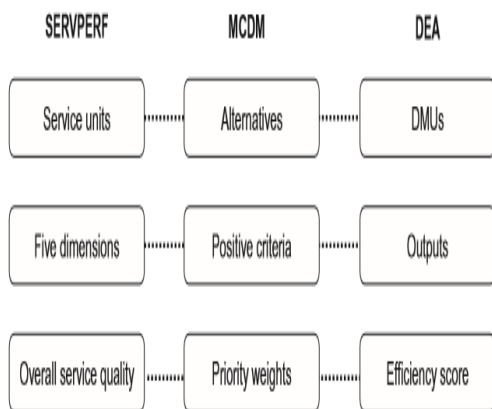 SERVPERF MCDM DEA
Service units Alternatives DMUs
Five dimensions Positive criteria Outputs
Overall service quality Priority weights Efficiency score